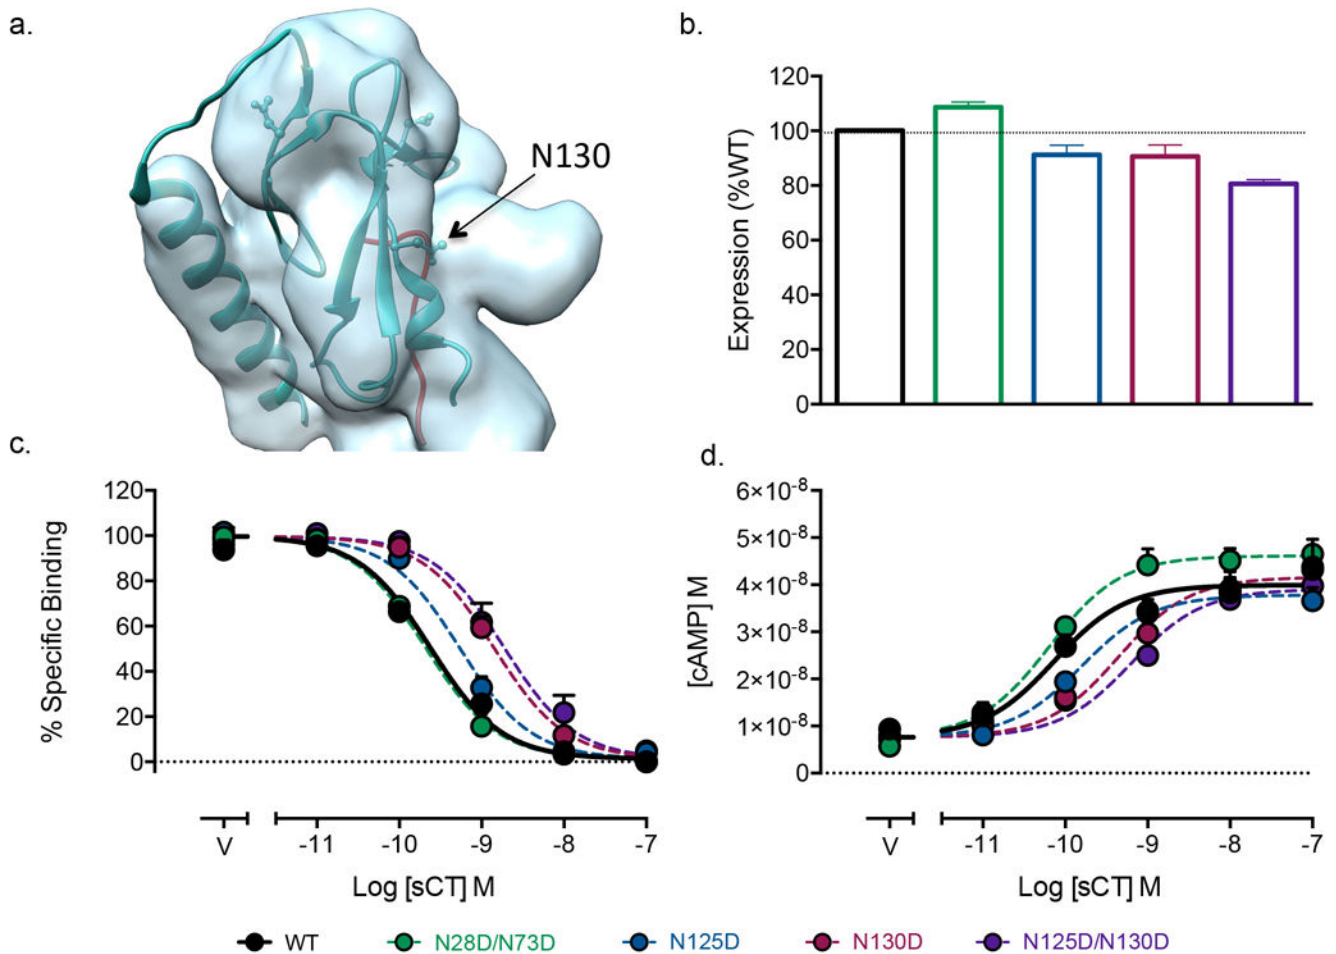 a.
N130
b.
Expression (%WT)
120
100
80
60
40
20
0
c.
% Specific Binding
120
100
80
60
40
20
0
V
-11
-10
-9
-8
-7
Log [sCT] M
d.
[cAMP] M
6×10⁻⁸
5×10⁻⁸
4×10⁻⁸
3×10⁻⁸
2×10⁻⁸
1×10⁻⁸
0
V
-11
-10
-9
-8
-7
Log [sCT] M
WT
N28D/N73D
N125D
N130D
N125D/N130D